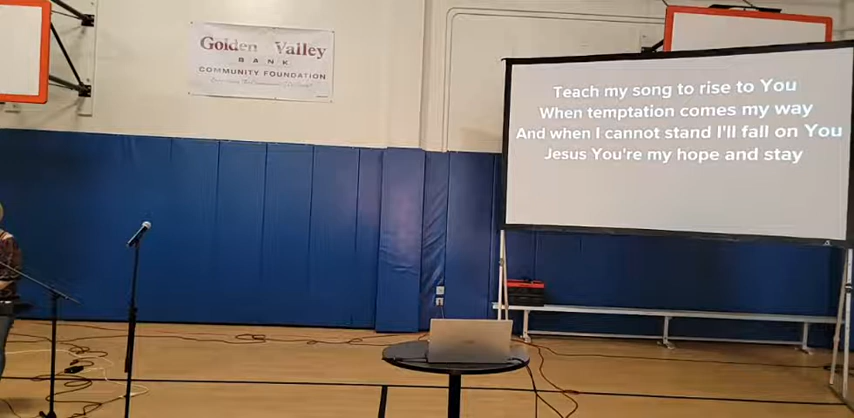 Golden Valley
BANK
COMMUNITY FOUNDATION
Teach my song to rise to You
When temptation comes my way
And when I cannot stand I'll fall on You
Jesus You're my hope and stay